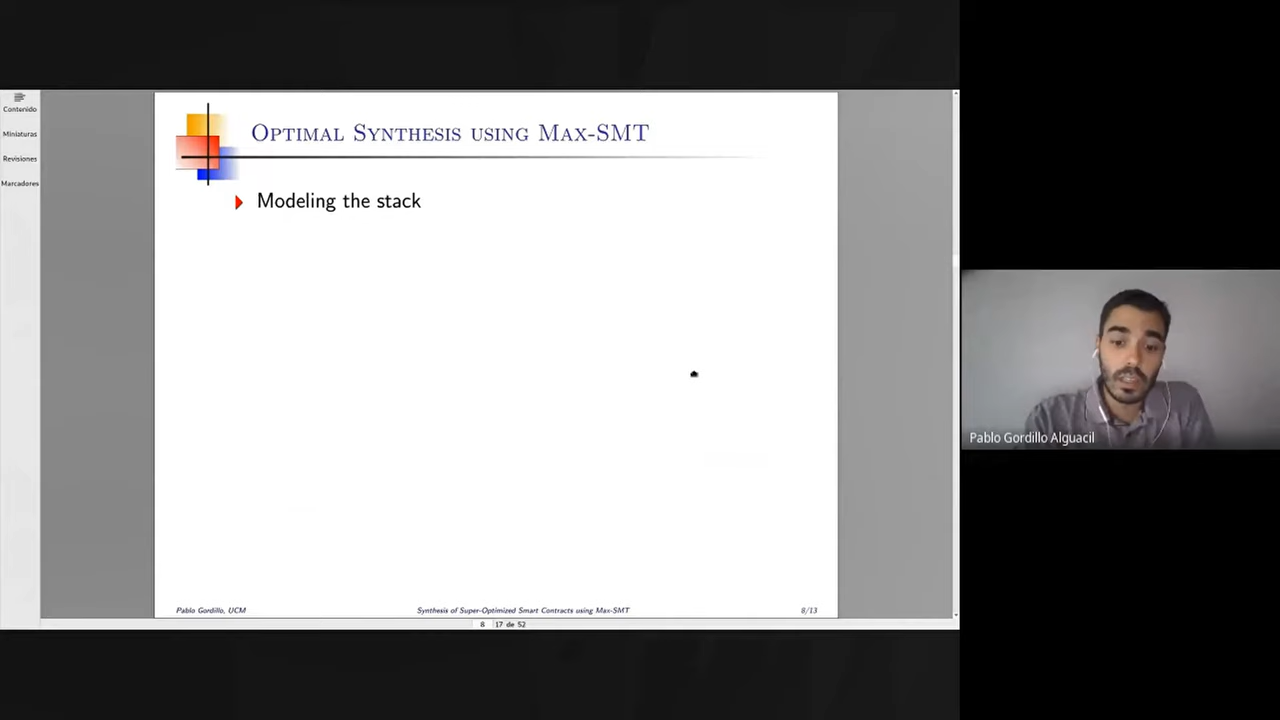 Contenido
Miniaturas
Revisiones
Marcadores
Optimal Synthesis using Max-SMT
Modeling the stack
Pablo Gordillo, UCM
Synthesis of Super-Optimized Smart Contracts using Max-SMT
8/13
8
17 de 52
Pablo Gordillo Alguacil